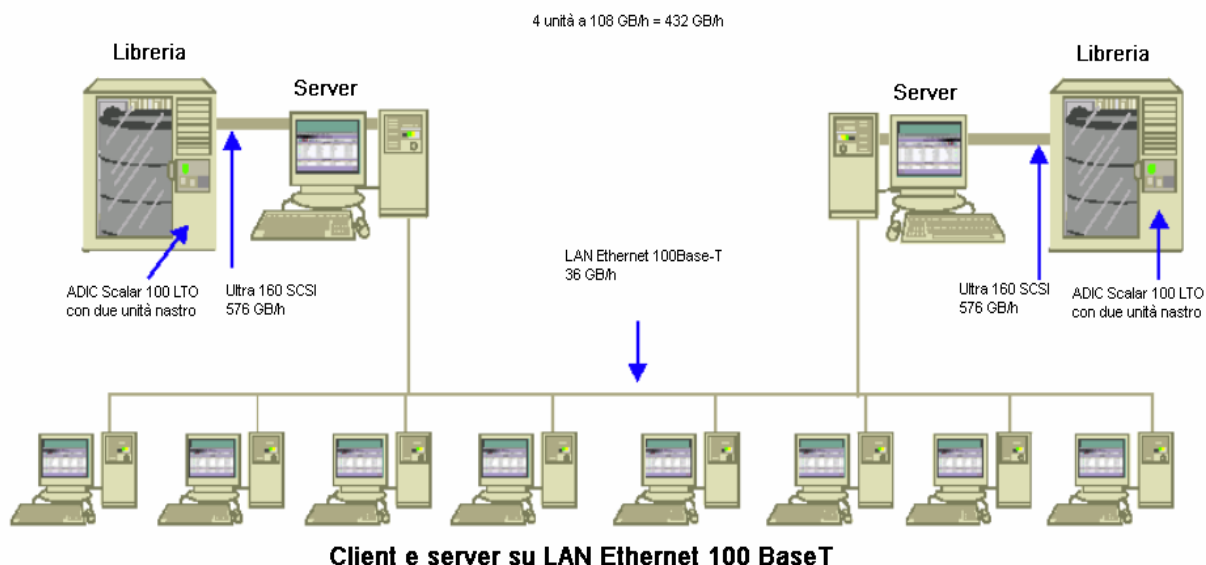 4 unità a 108 GB/h = 432 GB/h
Libreria
Server
Server
Libreria
ADIC Scalar 100 LTO
con due unità nastro
Ultra 160 SCSI
576 GB/h
LAN Ethernet 100Base-T
36 GB/h
Ultra 160 SCSI
576 GB/h
ADIC Scalar 100 LTO
con due unità nastro
Client e server su LAN Ethernet 100 BaseT